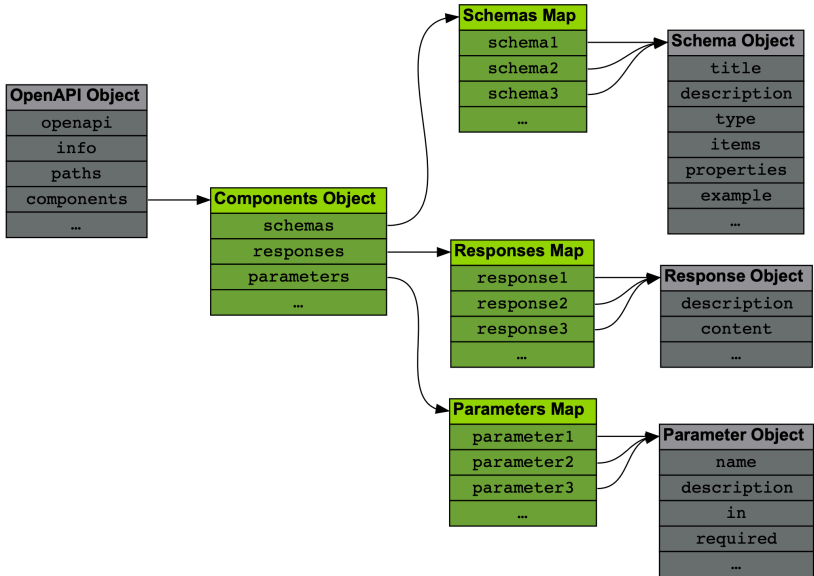 OpenAPI Object
openapi
info
paths
components
…
Components Object
schemas
responses
parameters
…
Schemas Map
schema1
schema2
schema3
…
Schema Object
title
description
type
items
properties
example
…
Responses Map
response1
response2
response3
…
Response Object
description
content
…
Parameters Map
parameter1
parameter2
parameter3
…
Parameter Object
name
description
in
required
…